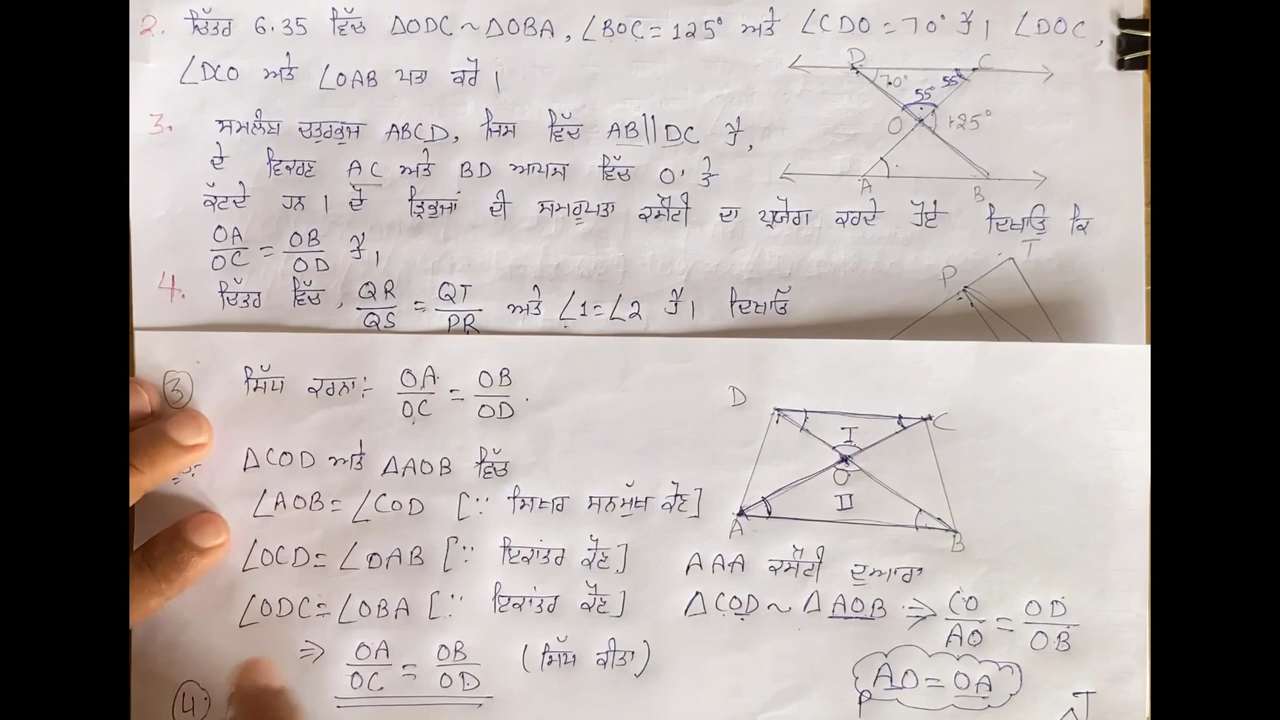 2. ਚਿੱਤਰ 6.35 ਵਿੱਚ ΔODC ~ ΔOBA, ∠BOC = 125° ਅਤੇ ∠CDO = 70° ਹੈ। ∠DOC,
∠DCO ਅਤੇ ∠OAB ਪਤਾ ਕਰੋ।
D C
70° 55° 55°
O 125°
A B
3. ਸਮਲੰਬ ਚਤੁਰਭੁਜ ABCD, ਜਿਸ ਵਿੱਚ AB||DC ਹੈ,
ਦੇ ਵਿਕਰਣ AC ਅਤੇ BD ਆਪਸ ਵਿੱਚ O' ਤੇ
ਕੱਟਦੇ ਹਨ। ਦੋ ਤ੍ਰਿਭੁਜਾਂ ਦੀ ਸਮਰੂਪਤਾ ਕਸੌਟੀ ਦਾ ਪ੍ਰਯੋਗ ਕਰਦੇ ਹੋਏ ਦਿਖਾਓ ਕਿ
OA/OC = OB/OD ਹੈ।
4. ਚਿੱਤਰ ਵਿੱਚ, QR/QS = QT/PR ਅਤੇ ∠1 = ∠2 ਹੈ। ਦਿਖਾਓ
P T
3 ਸਿੱਧ ਕਰਨਾ:- OA/OC = OB/OD.
D C
I
O
II
A B
ΔCOD ਅਤੇ ΔAOB ਵਿੱਚ
∠AOB = ∠COD [∵ ਸਿਖਰ ਸਨਮੁੱਖ ਕੋਣ]
∠OCD = ∠OAB [∵ ਇਕਾਂਤਰ ਕੋਣ] AAA ਕਸੌਟੀ ਦੁਆਰਾ
∠ODC = ∠OBA [∵ ਇਕਾਂਤਰ ਕੋਣ] ΔCOD ~ ΔAOB ⇒ CO/AO = OD/OB
⇒ OA/OC = OB/OD (ਸਿੱਧ ਕੀਤਾ) AO = OA
4 P T